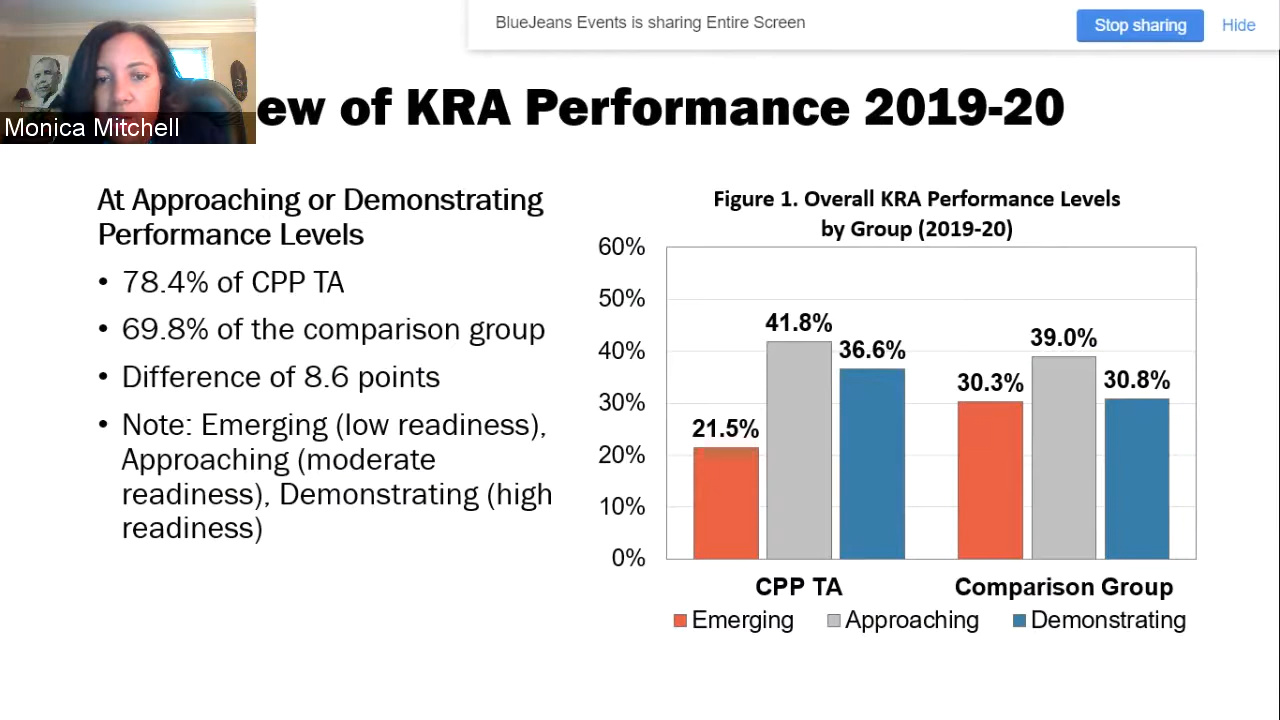 BlueJeans Events is sharing Entire Screen
Stop sharing
Hide
Monica Mitchell
ew of KRA Performance 2019-20
At Approaching or Demonstrating
Performance Levels
• 78.4% of CPP TA
• 69.8% of the comparison group
• Difference of 8.6 points
• Note: Emerging (low readiness),
Approaching (moderate
readiness), Demonstrating (high
readiness)
Figure 1. Overall KRA Performance Levels
by Group (2019-20)
60%
50%
40%
30%
20%
10%
0%
21.5%
41.8%
36.6%
30.3%
39.0%
30.8%
CPP TA
Comparison Group
Emerging
Approaching
Demonstrating